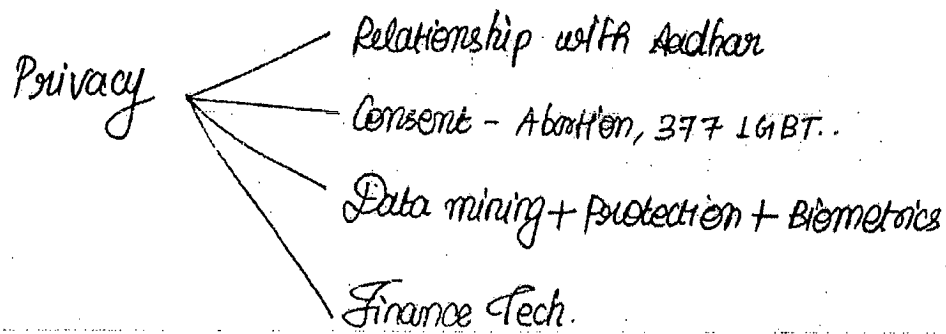 Privacy
Relationship with Aadhar
Consent - Abortion, 377 LGBT..
Data mining + Protection + Biometrics
Finance Tech.